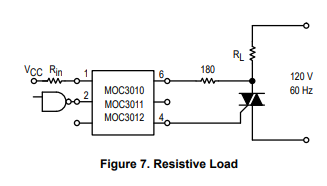 RL
VCC Rin 1 6 180
120 V
60 Hz
MOC3010
2 MOC3011
MOC3012 4
Figure 7. Resistive Load